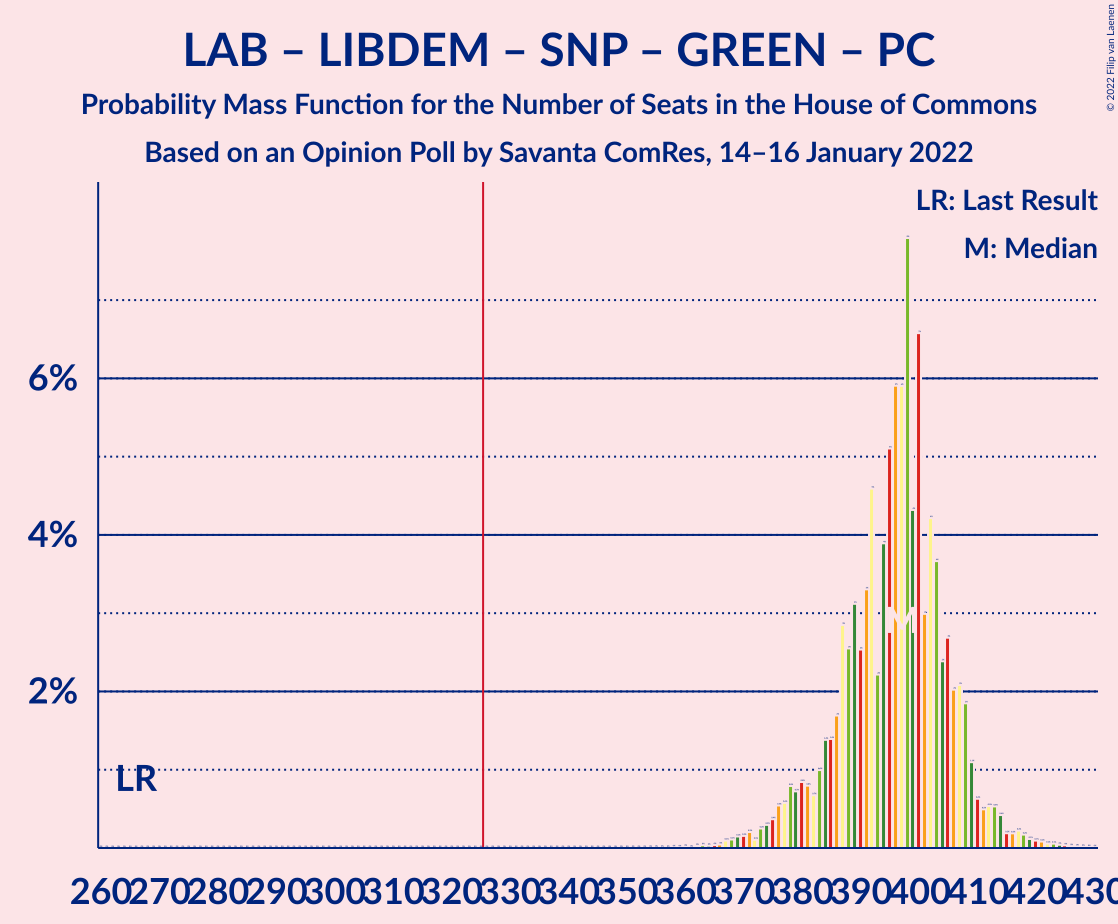 LAB – LIBDEM – SNP – GREEN – PC
Probability Mass Function for the Number of Seats in the House of Commons
Based on an Opinion Poll by Savanta ComRes, 14–16 January 2022
© 2022 Filip van Laenen
LR: Last Result
M: Median
6%
4%
2%
LR
M
260 270 280 290 300 310 320 330 340 350 360 370 380 390 400 410 420 430